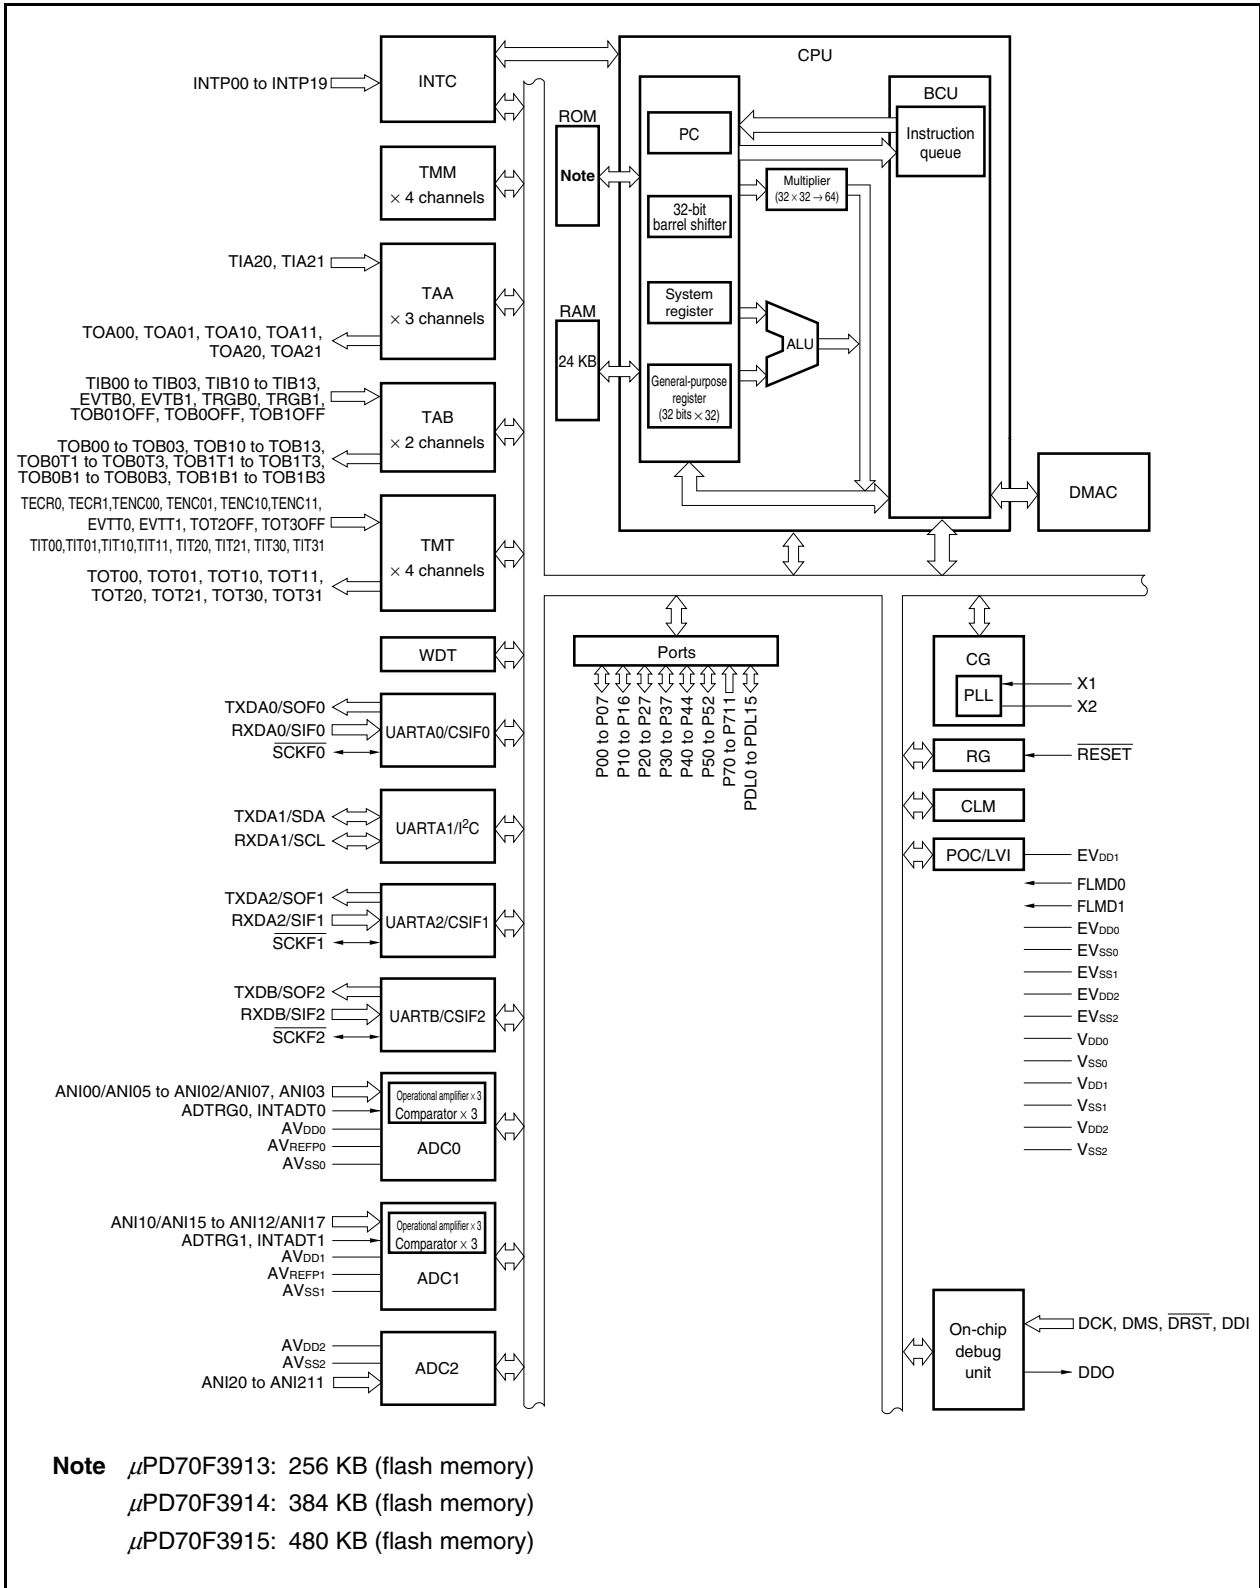 INTP00 to INTP19
INTC
TMM
× 4 channels
TIA20, TIA21
TAA
× 3 channels
TOA00, TOA01, TOA10, TOA11,
TOA20, TOA21
TIB00 to TIB03, TIB10 to TIB13,
EVTB0, EVTB1, TRGB0, TRGB1,
TOB01OFF, TOB0OFF, TOB1OFF
TAB
× 2 channels
TOB00 to TOB03, TOB10 to TOB13,
TOB0T1 to TOB0T3, TOB1T1 to TOB1T3,
TOB0B1 to TOB0B3, TOB1B1 to TOB1B3
TECR0, TECR1,TENC00, TENC01, TENC10,TENC11,
EVTT0, EVTT1, TOT2OFF, TOT3OFF
TIT00,TIT01,TIT10,TIT11, TIT20, TIT21, TIT30, TIT31
TMT
× 4 channels
TOT00, TOT01, TOT10, TOT11,
TOT20, TOT21, TOT30, TOT31
WDT
TXDA0/SOF0
RXDA0/SIF0
SCKF0
UARTA0/CSIF0
TXDA1/SDA
RXDA1/SCL
UARTA1/I²C
TXDA2/SOF1
RXDA2/SIF1
SCKF1
UARTA2/CSIF1
TXDB/SOF2
RXDB/SIF2
SCKF2
UARTB/CSIF2
ANI00/ANI05 to ANI02/ANI07, ANI03
ADTRG0, INTADT0
AVDD0
AVREFP0
AVSS0
Operational amplifier × 3
Comparator × 3
ADC0
ANI10/ANI15 to ANI12/ANI17
ADTRG1, INTADT1
AVDD1
AVREFP1
AVSS1
Operational amplifier × 3
Comparator × 3
ADC1
AVDD2
AVSS2
ANI20 to ANI211
ADC2
ROM
Note
RAM
24 KB
CPU
PC
32-bit
barrel shifter
System
register
General-purpose
register
(32 bits × 32)
Multiplier
(32 × 32 → 64)
ALU
BCU
Instruction
queue
DMAC
Ports
P00 to P07
P10 to P16
P20 to P27
P30 to P37
P40 to P44
P50 to P52
P70 to P711
PDL0 to PDL15
CG
PLL
X1
X2
RG
RESET
CLM
POC/LVI
EVDD1
FLMD0
FLMD1
EVDD0
EVSS0
EVSS1
EVDD2
EVSS2
VDD0
VSS0
VDD1
VSS1
VDD2
VSS2
On-chip
debug
unit
DCK, DMS, DRST, DDI
DDO
Note μPD70F3913: 256 KB (flash memory)
μPD70F3914: 384 KB (flash memory)
μPD70F3915: 480 KB (flash memory)